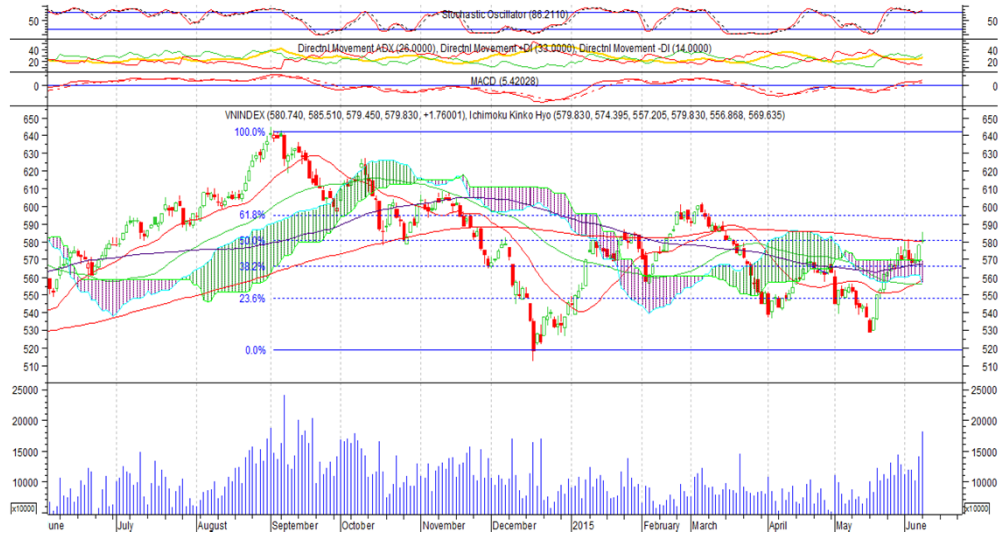 Stochastic Oscillator (86.2110)
50 50
Directnl Movement ADX (26.0000), Directnl Movement +DI (33.0000), Directnl Movement -DI (14.0000)
40 40
20 20
MACD (5.42028)
0 0
VNINDEX (580.740, 585.510, 579.450, 579.830, +1.76001), Ichimoku Kinko Hyo (579.830, 574.395, 557.205, 579.830, 556.868, 569.635)
650 650
640 100.0% 640
630 630
620 620
610 610
600 600
590 61.8% 590
580 50.0% 580
570 570
560 38.2% 560
550 550
540 23.6% 540
530 530
520 0.0% 520
510 510
25000 25000
20000 20000
15000 15000
10000 10000
x10000 x10000
une July August September October November December 2015 February March April May June